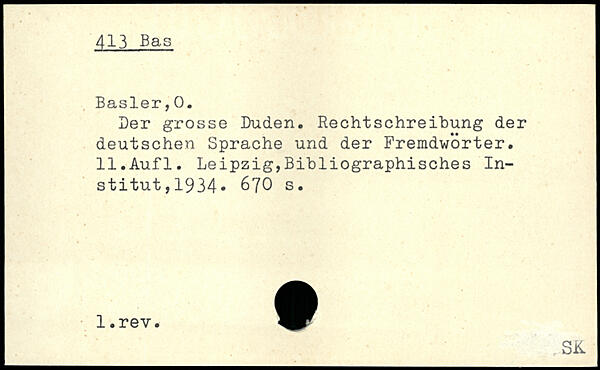 413 Bas
Basler,O.
Der grosse Duden. Rechtschreibung der
deutschen Sprache und der Fremdwörter.
11.Aufl. Leipzig,Bibliographisches In-
stitut,1934. 670 s.
1.rev.
SK